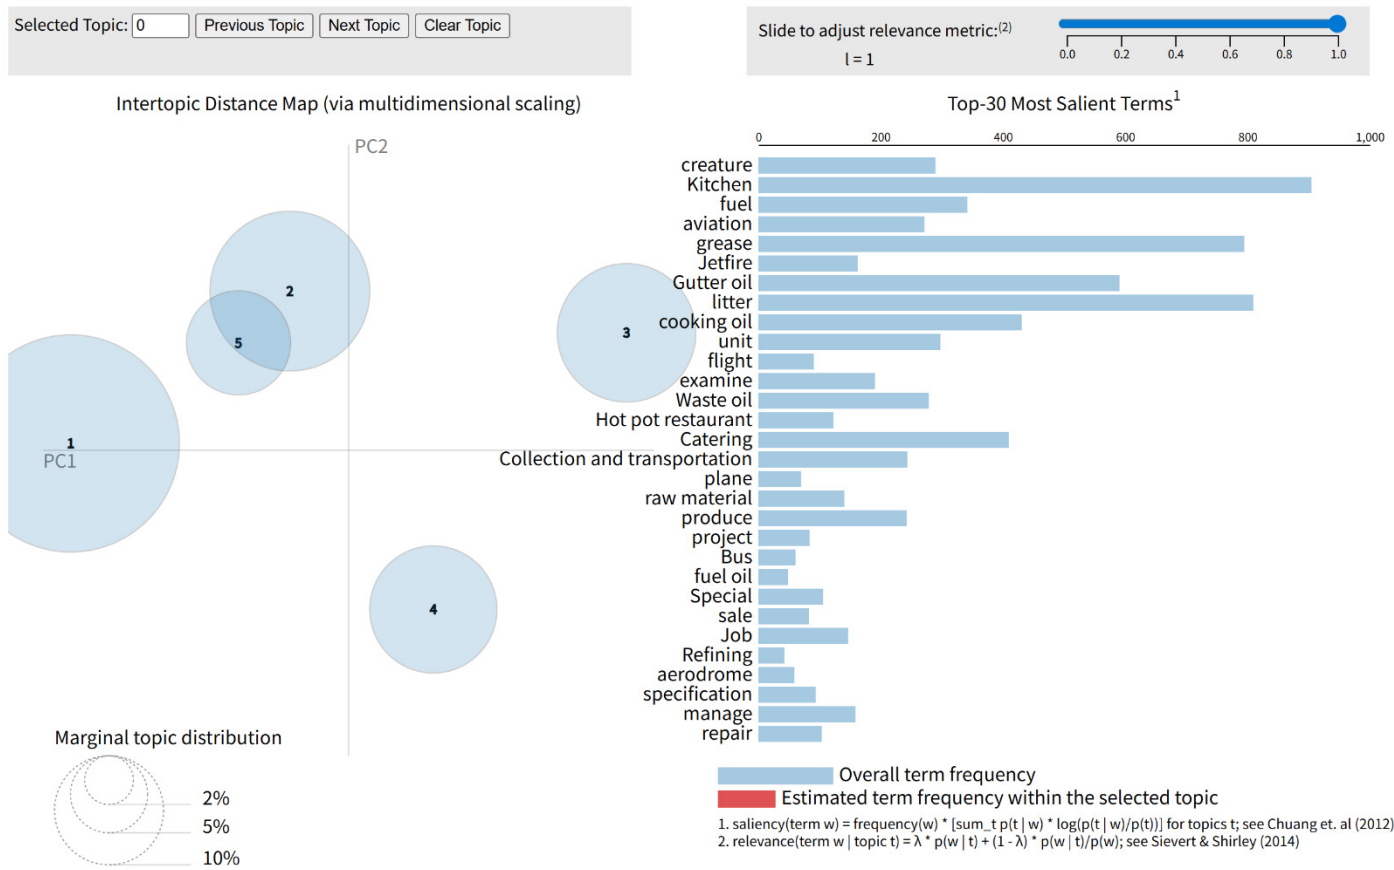 Selected Topic: 0 Previous Topic Next Topic Clear Topic
Slide to adjust relevance metric:(2)
l = 1
0.0 0.2 0.4 0.6 0.8 1.0
Intertopic Distance Map (via multidimensional scaling)
PC2
2
5
3
1
PC1
4
Marginal topic distribution
2%
5%
10%
Top-30 Most Salient Terms1
0 200 400 600 800 1,000
creature
Kitchen
fuel
aviation
grease
Jetfire
Gutter oil
litter
cooking oil
unit
flight
examine
Waste oil
Hot pot restaurant
Catering
Collection and transportation
plane
raw material
produce
project
Bus
fuel oil
Special
sale
Job
Refining
aerodrome
specification
manage
repair
Overall term frequency
Estimated term frequency within the selected topic
1. saliency(term w) = frequency(w) * [sum_t p(t | w) * log(p(t | w)/p(t))] for topics t; see Chuang et. al (2012)
2. relevance(term w | topic t) = λ * p(w | t) + (1 - λ) * p(w | t)/p(w); see Sievert & Shirley (2014)